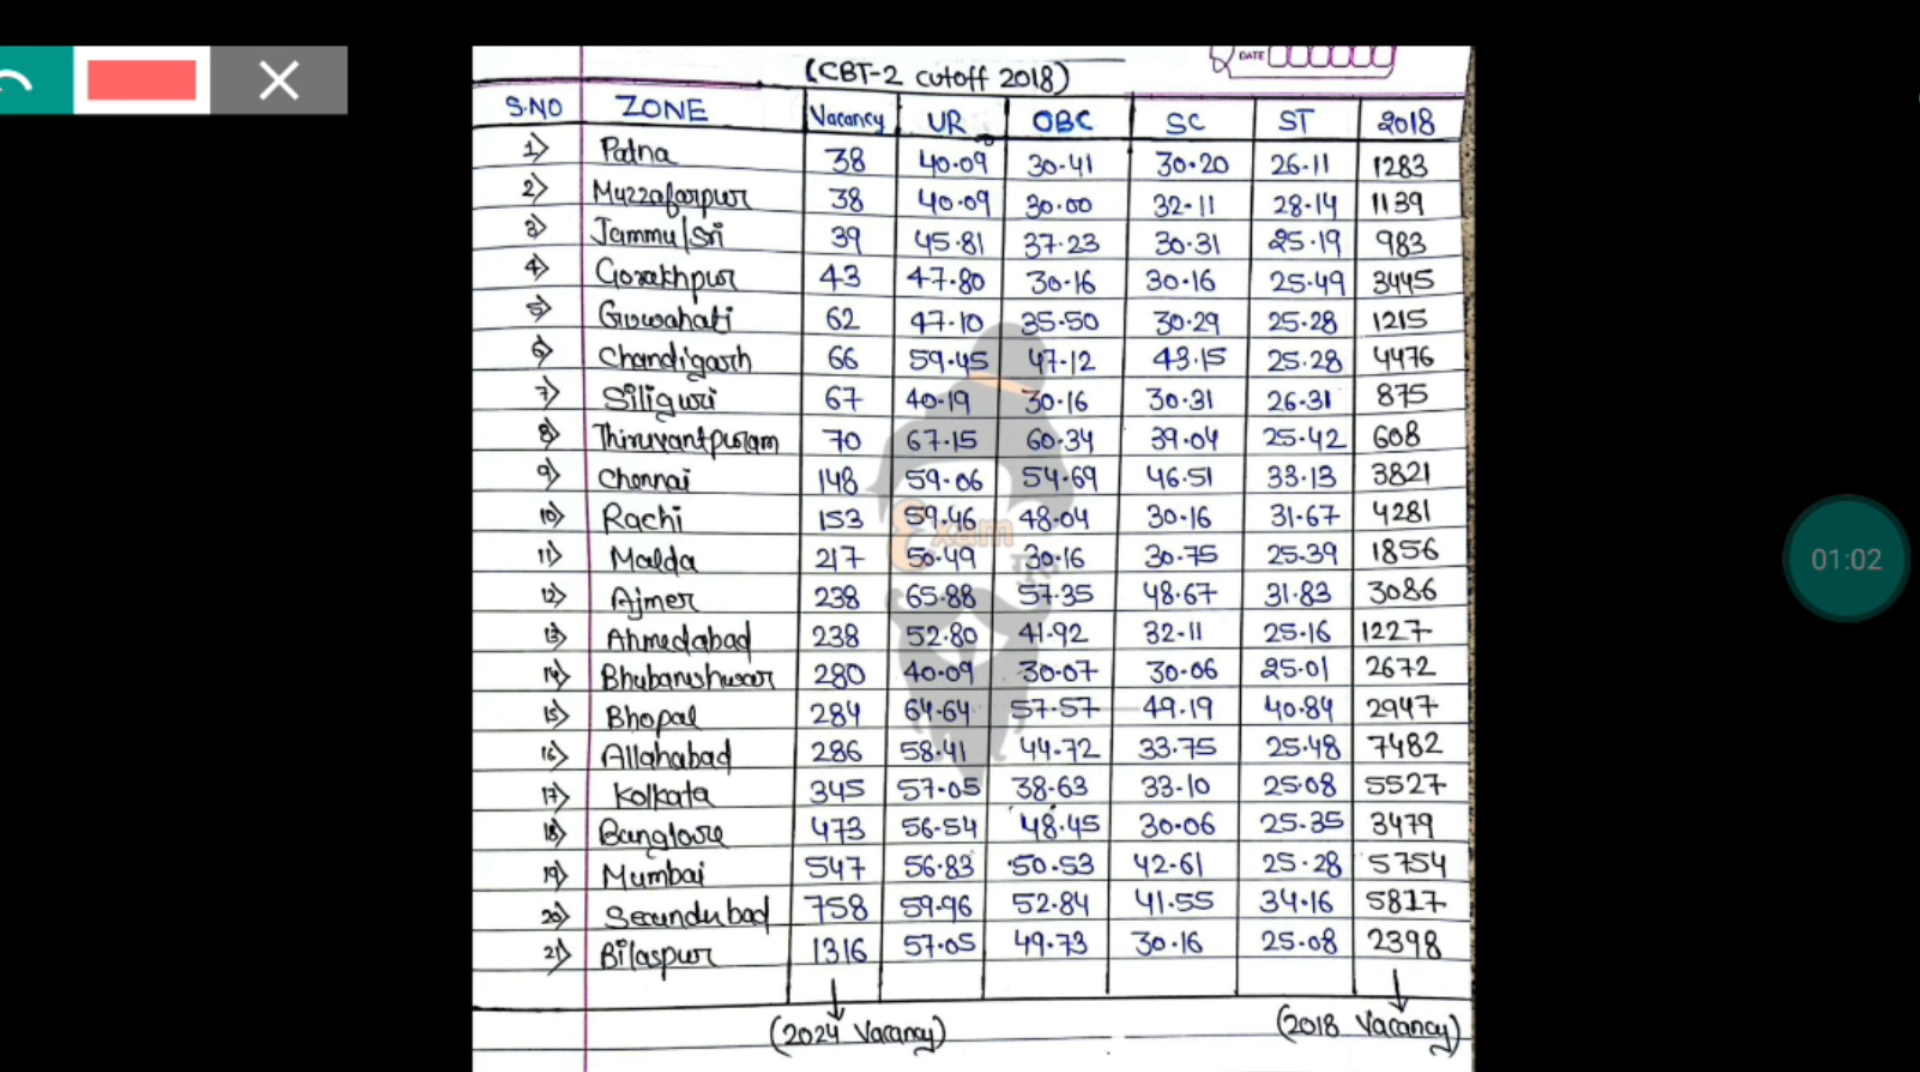 DATE
(CBT-2 cutoff 2018)
S.NO ZONE Vacancy UR OBC SC ST 2018
1) Patna 38 40.09 30.41 30.20 26.11 1283
2) Muzzafarpur 38 40.09 30.00 32.11 28.14 1139
3) Jammu/Sri 39 45.81 37.23 30.31 25.19 983
4) Gorakhpur 43 47.80 30.16 30.16 25.49 3445
5) Guwahati 62 47.10 35.50 30.29 25.28 1215
6) Chandigarh 66 59.45 47.12 43.15 25.28 4476
7) Siliguri 67 40.19 30.16 30.31 26.31 875
8) Thiruvantpuram 70 67.15 60.34 39.04 25.42 608
9) Chennai 148 59.06 54.69 46.51 33.13 3821
10) Rachi 153 59.46 48.04 30.16 31.67 4281
Exam
11) Malda 217 50.49 30.16 30.75 25.39 1856
12) Ajmer 238 65.88 57.35 48.67 31.83 3086
13) Ahmedabad 238 52.80 41.92 32.11 25.16 1227
14) Bhubaneshwar 280 40.09 30.07 30.06 25.01 2672
15) Bhopal 284 64.64 57.57 49.19 40.84 2947
16) Allahabad 286 58.41 44.72 33.75 25.48 7482
17) Kolkata 345 57.05 38.63 33.10 25.08 5527
18) Banglore 473 56.54 48.45 30.06 25.35 3479
19) Mumbai 547 56.83 50.53 42.61 25.28 5754
20) Secundubad 758 59.96 52.84 41.55 34.16 5817
21) Bilaspur 1316 57.05 49.73 30.16 25.08 2398
(2024 Vacancy) (2018 Vacancy)
01:02